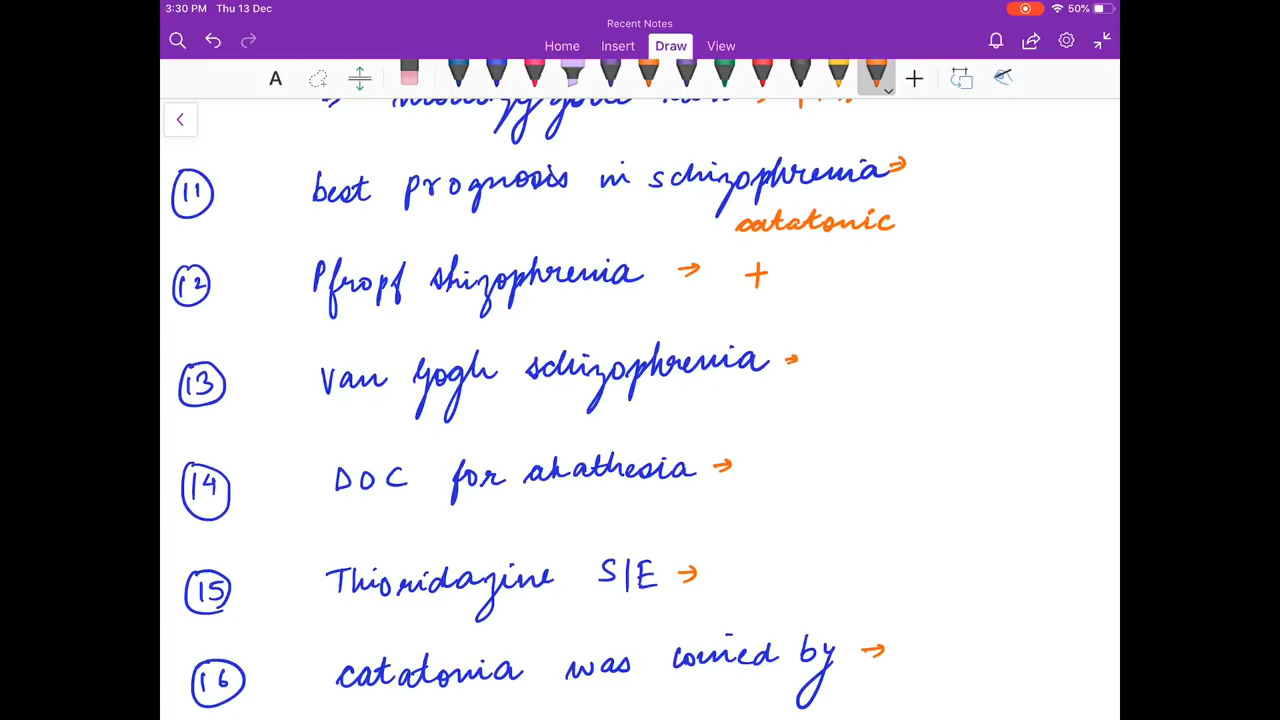 3:30 PM Thu 13 Dec
50%
Recent Notes
Home Insert Draw View
A
11 best prognosis in schizophrenia →
catatonic
12 Pfropf shizophrenia → +
13 Van Gogh schizophrenia →
14 DOC for akathesia →
15 Thioridazine S/E →
16 catatonia was coined by →